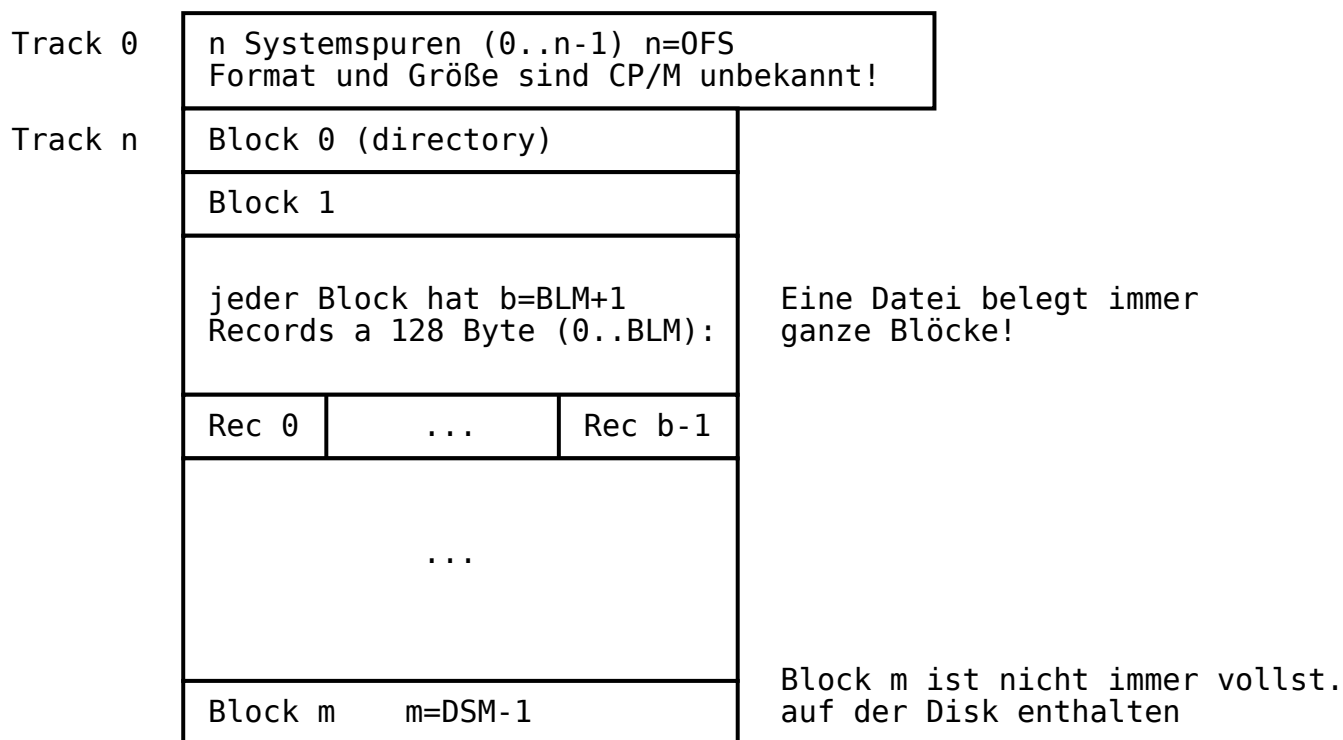 Track 0
n Systemspuren (0..n-1) n=OFS
Format und Größe sind CP/M unbekannt!
Track n
Block 0 (directory)
Block 1
jeder Block hat b=BLM+1
Records a 128 Byte (0..BLM):
Eine Datei belegt immer
ganze Blöcke!
Rec 0
...
Rec b-1
...
Block m m=DSM-1
Block m ist nicht immer vollst.
auf der Disk enthalten